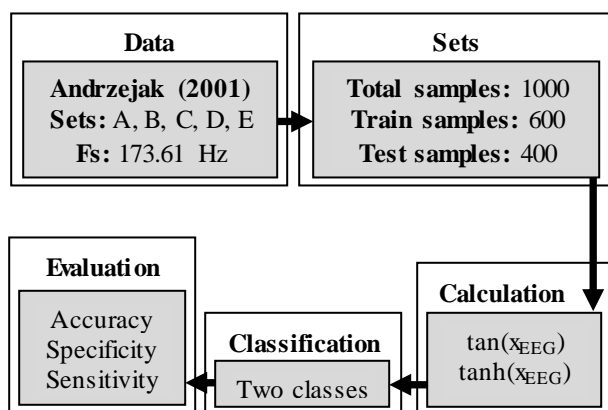 Data
Andrzejak (2001)
Sets: A, B, C, D, E
Fs: 173.61 Hz
Sets
Total samples: 1000
Train samples: 600
Test samples: 400
Calculation
tan(xEEG)
tanh(xEEG)
Classification
Two classes
Evaluation
Accuracy
Specificity
Sensitivity